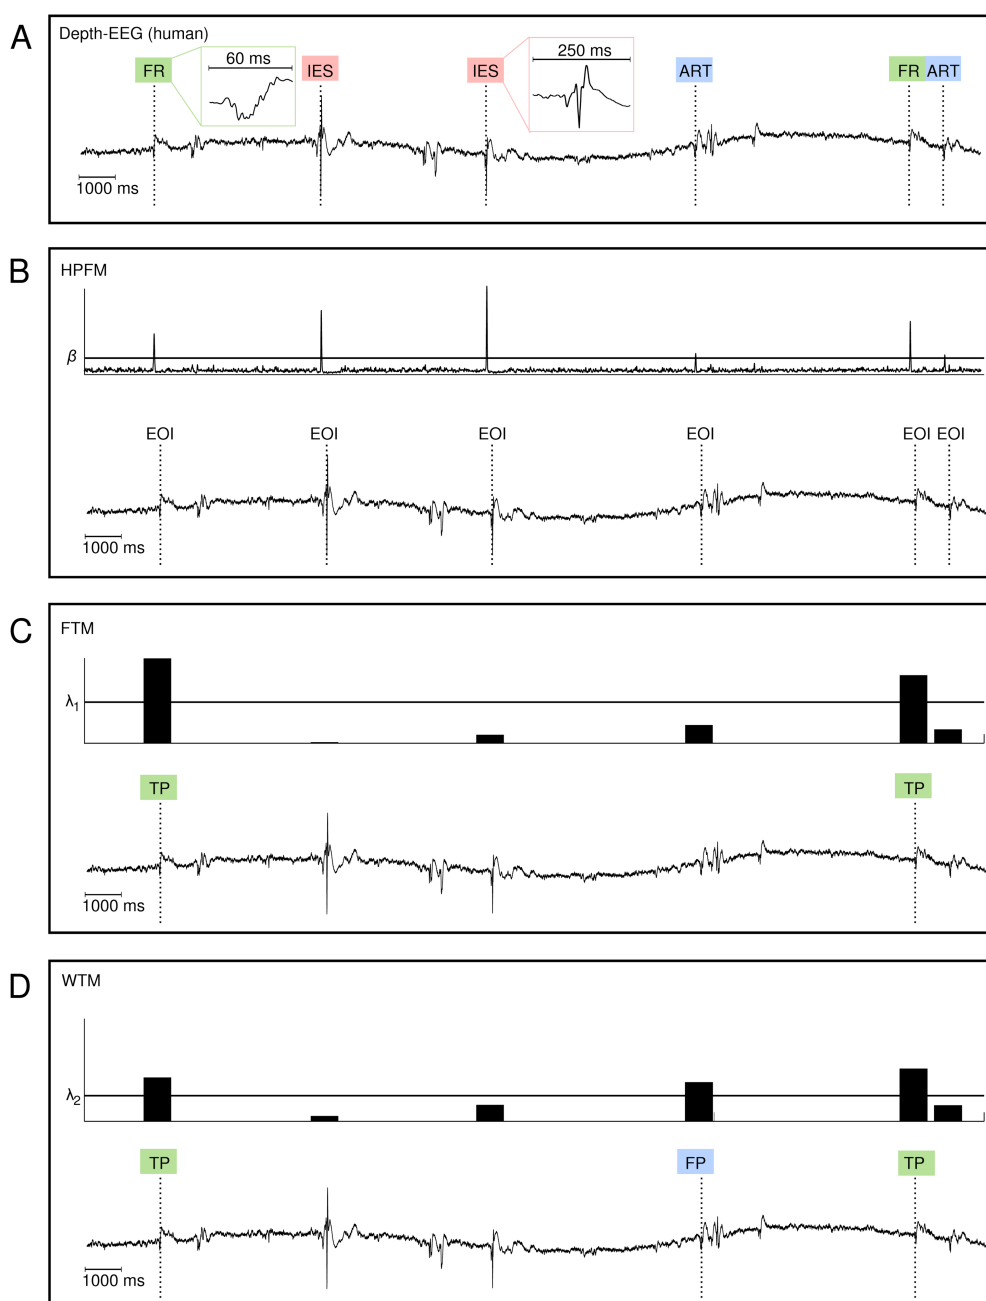 A
Depth-EEG (human)
FR
60 ms
IES
IES
250 ms
ART
FR ART
1000 ms
B
HPFM
β
EOI EOI EOI EOI EOI EOI
1000 ms
C
FTM
λ1
TP TP
1000 ms
D
WTM
λ2
TP FP TP
1000 ms